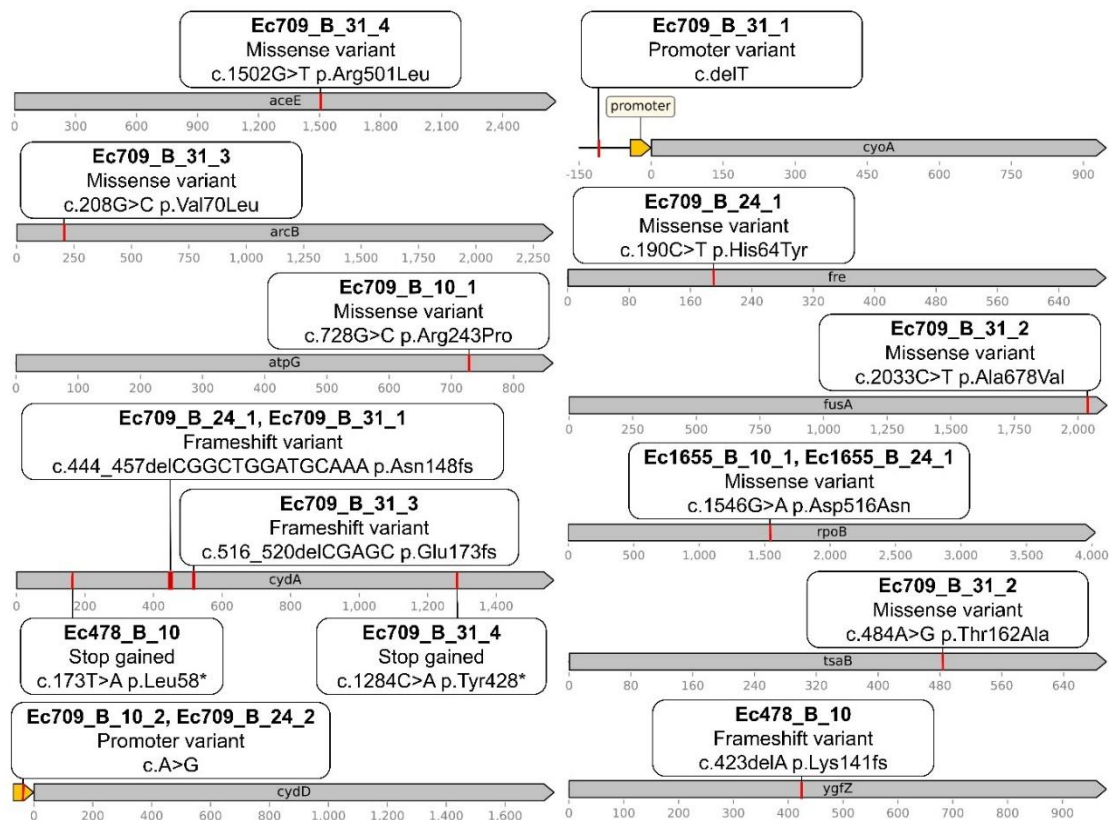 Ec709_B_31_4
Missense variant
c.1502G>T p.Arg501Leu
aceE
0 300 600 900 1,200 1,500 1,800 2,100 2,400
Ec709_B_31_3
Missense variant
c.208G>C p.Val70Leu
arcB
0 250 500 750 1,000 1,250 1,500 1,750 2,000 2,250
Ec709_B_10_1
Missense variant
c.728G>C p.Arg243Pro
atpG
0 100 200 300 400 500 600 700 800
Ec709_B_24_1, Ec709_B_31_1
Frameshift variant
c.444_457delCGGCTGGATGCAAA p.Asn148fs
Ec709_B_31_3
Frameshift variant
c.516_520delCGAGC p.Glu173fs
cydA
0 200 400 600 800 1,000 1,200 1,400
Ec478_B_10
Stop gained
c.173T>A p.Leu58*
Ec709_B_31_4
Stop gained
c.1284C>A p.Tyr428*
Ec709_B_10_2, Ec709_B_24_2
Promoter variant
c.A>G
cydD
0 200 400 600 800 1,000 1,200 1,400 1,600
Ec709_B_31_1
Promoter variant
c.delT
promoter
cyoA
-150 0 150 300 450 600 750 900
Ec709_B_24_1
Missense variant
c.190C>T p.His64Tyr
fre
0 80 160 240 320 400 480 560 640
Ec709_B_31_2
Missense variant
c.2033C>T p.Ala678Val
fusA
0 250 500 750 1,000 1,250 1,500 1,750 2,000
Ec1655_B_10_1, Ec1655_B_24_1
Missense variant
c.1546G>A p.Asp516Asn
rpoB
0 500 1,000 1,500 2,000 2,500 3,000 3,500 4,000
Ec709_B_31_2
Missense variant
c.484A>G p.Thr162Ala
tsaB
0 80 160 240 320 400 480 560 640
Ec478_B_10
Frameshift variant
c.423delA p.Lys141fs
ygfZ
0 100 200 300 400 500 600 700 800 900